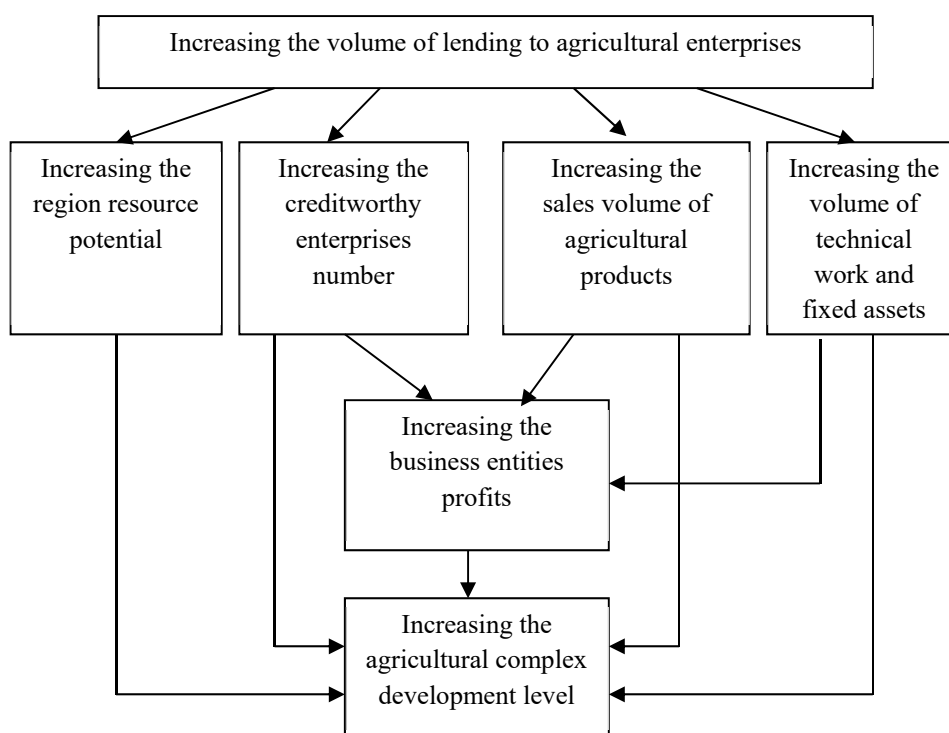 Increasing the volume of lending to agricultural enterprises
Increasing the
region resource
potential
Increasing the
creditworthy
enterprises
number
Increasing the
sales volume of
agricultural
products
Increasing the
volume of
technical
work and
fixed assets
Increasing the
business entities
profits
Increasing the
agricultural complex
development level